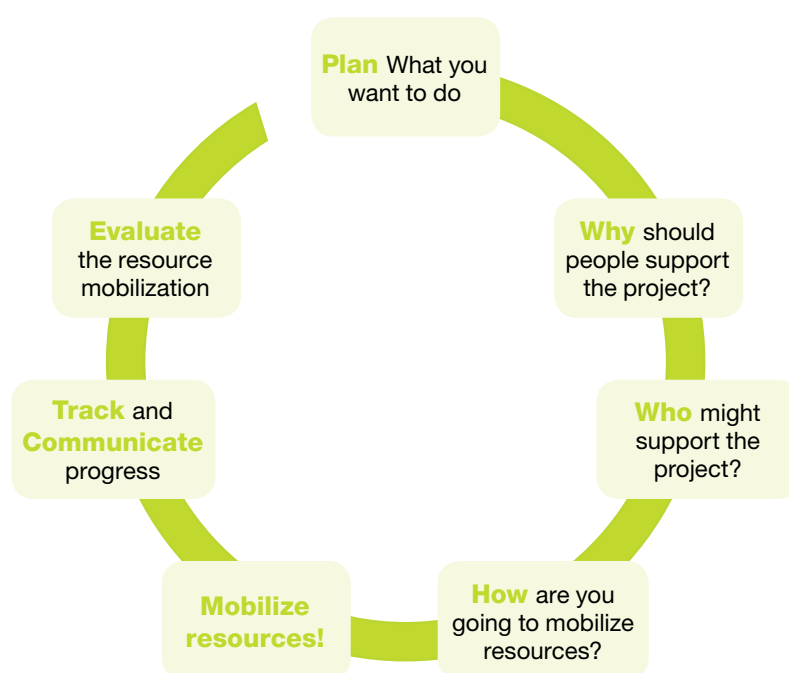 Plan What you
want to do
Why should
people support
the project?
Who might
support the
project?
How are you
going to mobilize
resources?
Mobilize
resources!
Track and
Communicate
progress
Evaluate
the resource
mobilization